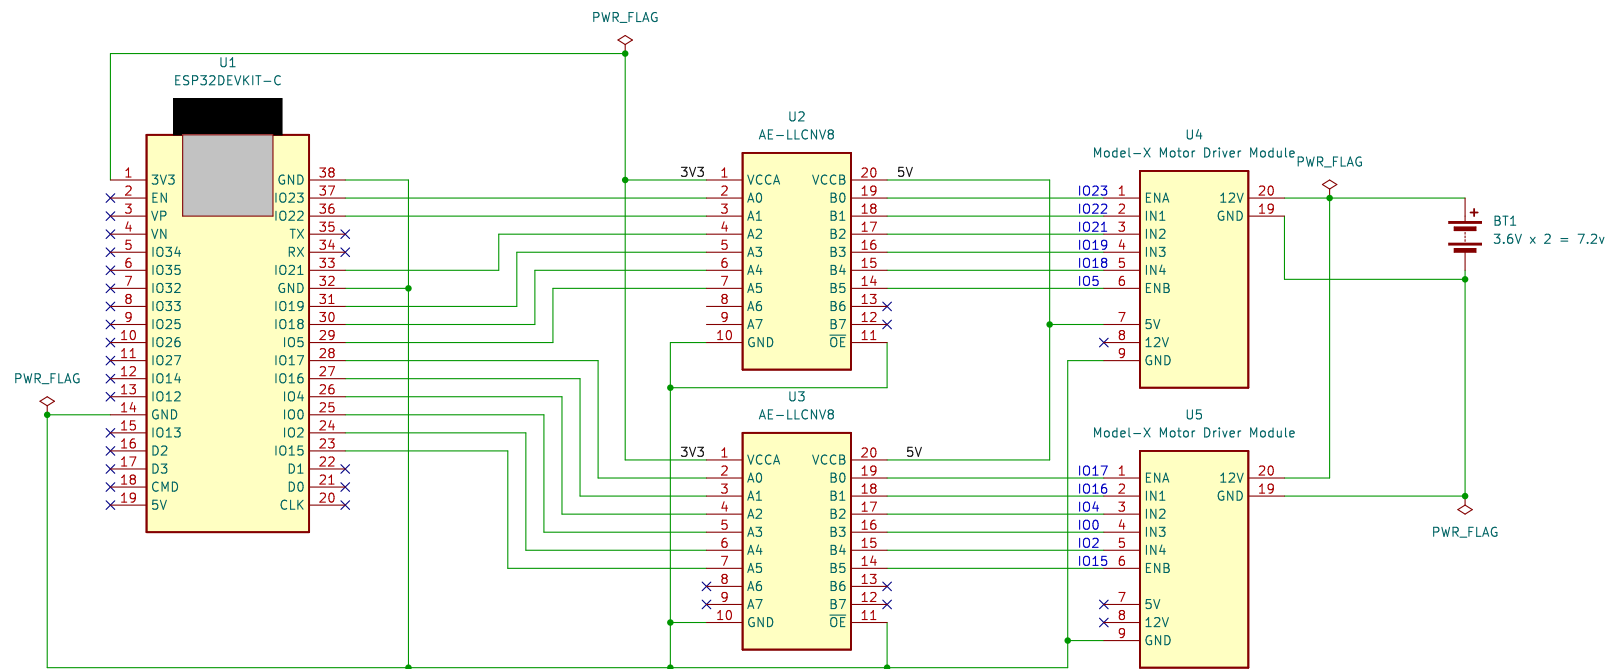 PWR_FLAG
U1
ESP32DEVKIT-C
1 3V3 GND 38
2 EN IO23 37
3 VP IO22 36
4 VN TX 35
5 IO34 RX 34
6 IO35 IO21 33
7 IO32 GND 32
8 IO33 IO19 31
9 IO25 IO18 30
10 IO26 IO5 29
11 IO27 IO17 28
12 IO14 IO16 27
13 IO12 IO4 26
14 GND IO0 25
15 IO13 IO2 24
16 D2 IO15 23
17 D3 D1 22
18 CMD D0 21
19 5V CLK 20
PWR_FLAG
U2
AE-LLCNV8
3V3 1 VCCA VCCB 20 5V
2 A0 B0 19
3 A1 B1 18
4 A2 B2 17
5 A3 B3 16
6 A4 B4 15
7 A5 B5 14
8 A6 B6 13
9 A7 B7 12
10 GND OE 11
U3
AE-LLCNV8
3V3 1 VCCA VCCB 20 5V
2 A0 B0 19
3 A1 B1 18
4 A2 B2 17
5 A3 B3 16
6 A4 B4 15
7 A5 B5 14
8 A6 B6 13
9 A7 B7 12
10 GND OE 11
U4
Model-X Motor Driver Module
PWR_FLAG
IO23 1 ENA 12V 20
IO22 2 IN1 GND 19
IO21 3 IN2
IO19 4 IN3
IO18 5 IN4
IO5 6 ENB
7 5V
8 12V
9 GND
U5
Model-X Motor Driver Module
IO17 1 ENA 12V 20
IO16 2 IN1 GND 19
IO4 3 IN2
IO0 4 IN3
IO2 5 IN4
IO15 6 ENB
7 5V
8 12V
9 GND
+
BT1
3.6V x 2 = 7.2v
PWR_FLAG